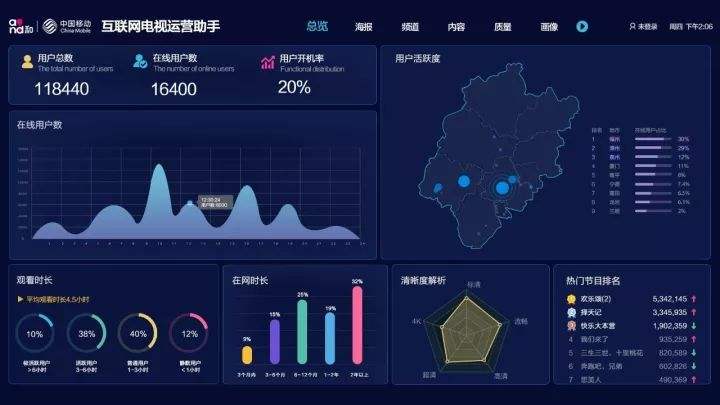 and和 中国移动 China Mobile 互联网电视运营助手 总览 海报 频道 内容 质量 画像 未登录 周四 下午2:06
用户总数 在线用户数 用户开机率
The total number of users The number of online users Functional distribution
118440 16400 20%
在线用户数
12:30:24
用户数:6000
用户活跃度
排名 地市 在线用户占比
1 福州 30%
2 漳州 29%
3 泉州 12%
4 厦门 11%
5 南平 8%
6 宁德 7.4%
7 莆田 6.5%
8 龙岩 6.1%
9 三明 2%
观看时长
平均观看时长4.5小时
10% 38% 40% 12%
极活跃用户 活跃用户 普通用户 静默用户
>6小时 3-6小时 1-3小时 <1小时
在网时长
9% 15% 25% 19% 32%
3个月内 3-6个月 6-12个月 1-2年 2年以上
清晰度解析
标清
4K 流畅
超清 高清
热门节目排名
欢乐颂(2) 5,342,145
择天记 3,345,935
快乐大本营 1,902,359
4 我们来了 935,259
5 三生三世,十里桃花 820,589
6 奔跑吧,兄弟 602,826
7 思美人 490,369